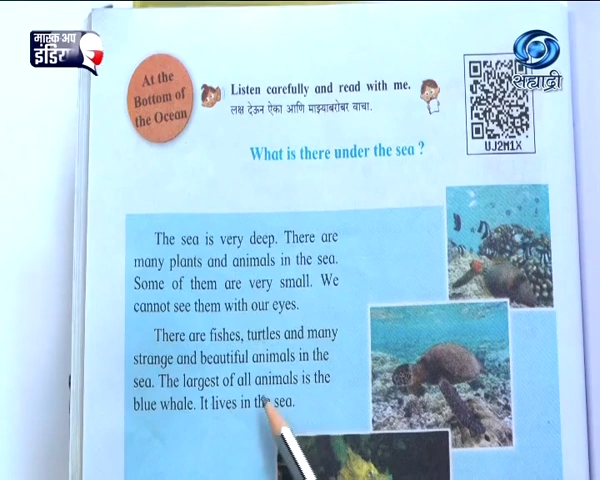 मास्क अप
इंडिया
सह्याद्री
At the
Bottom of
the Ocean
Listen carefully and read with me.
लक्ष देऊन ऐका आणि माझ्याबरोबर वाचा.
UJ2M1X
What is there under the sea ?
The sea is very deep. There are
many plants and animals in the sea.
Some of them are very small. We
cannot see them with our eyes.
There are fishes, turtles and many
strange and beautiful animals in the
sea. The largest of all animals is the
blue whale. It lives in the sea.